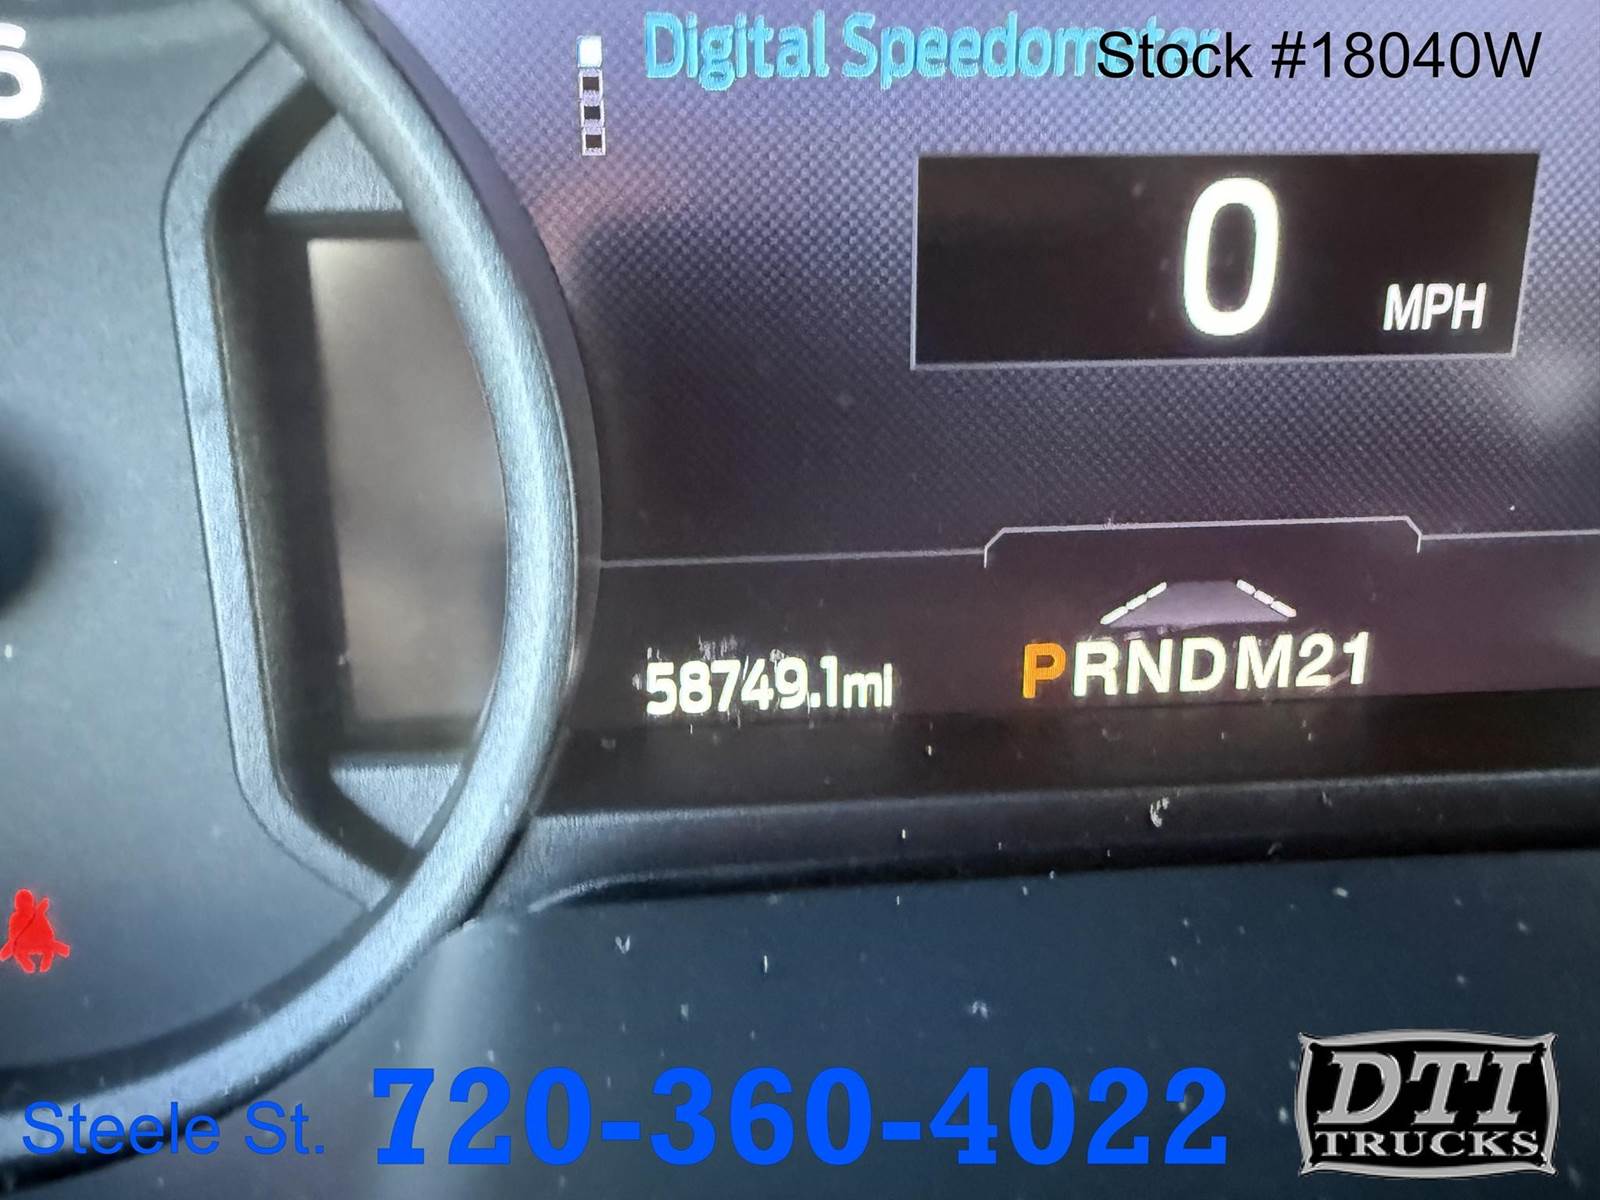 Digital Speedometer
Stock #18040W
0 MPH
58749.1mi
PRNDM21
Steele St. 720-360-4022
DTI
TRUCKS